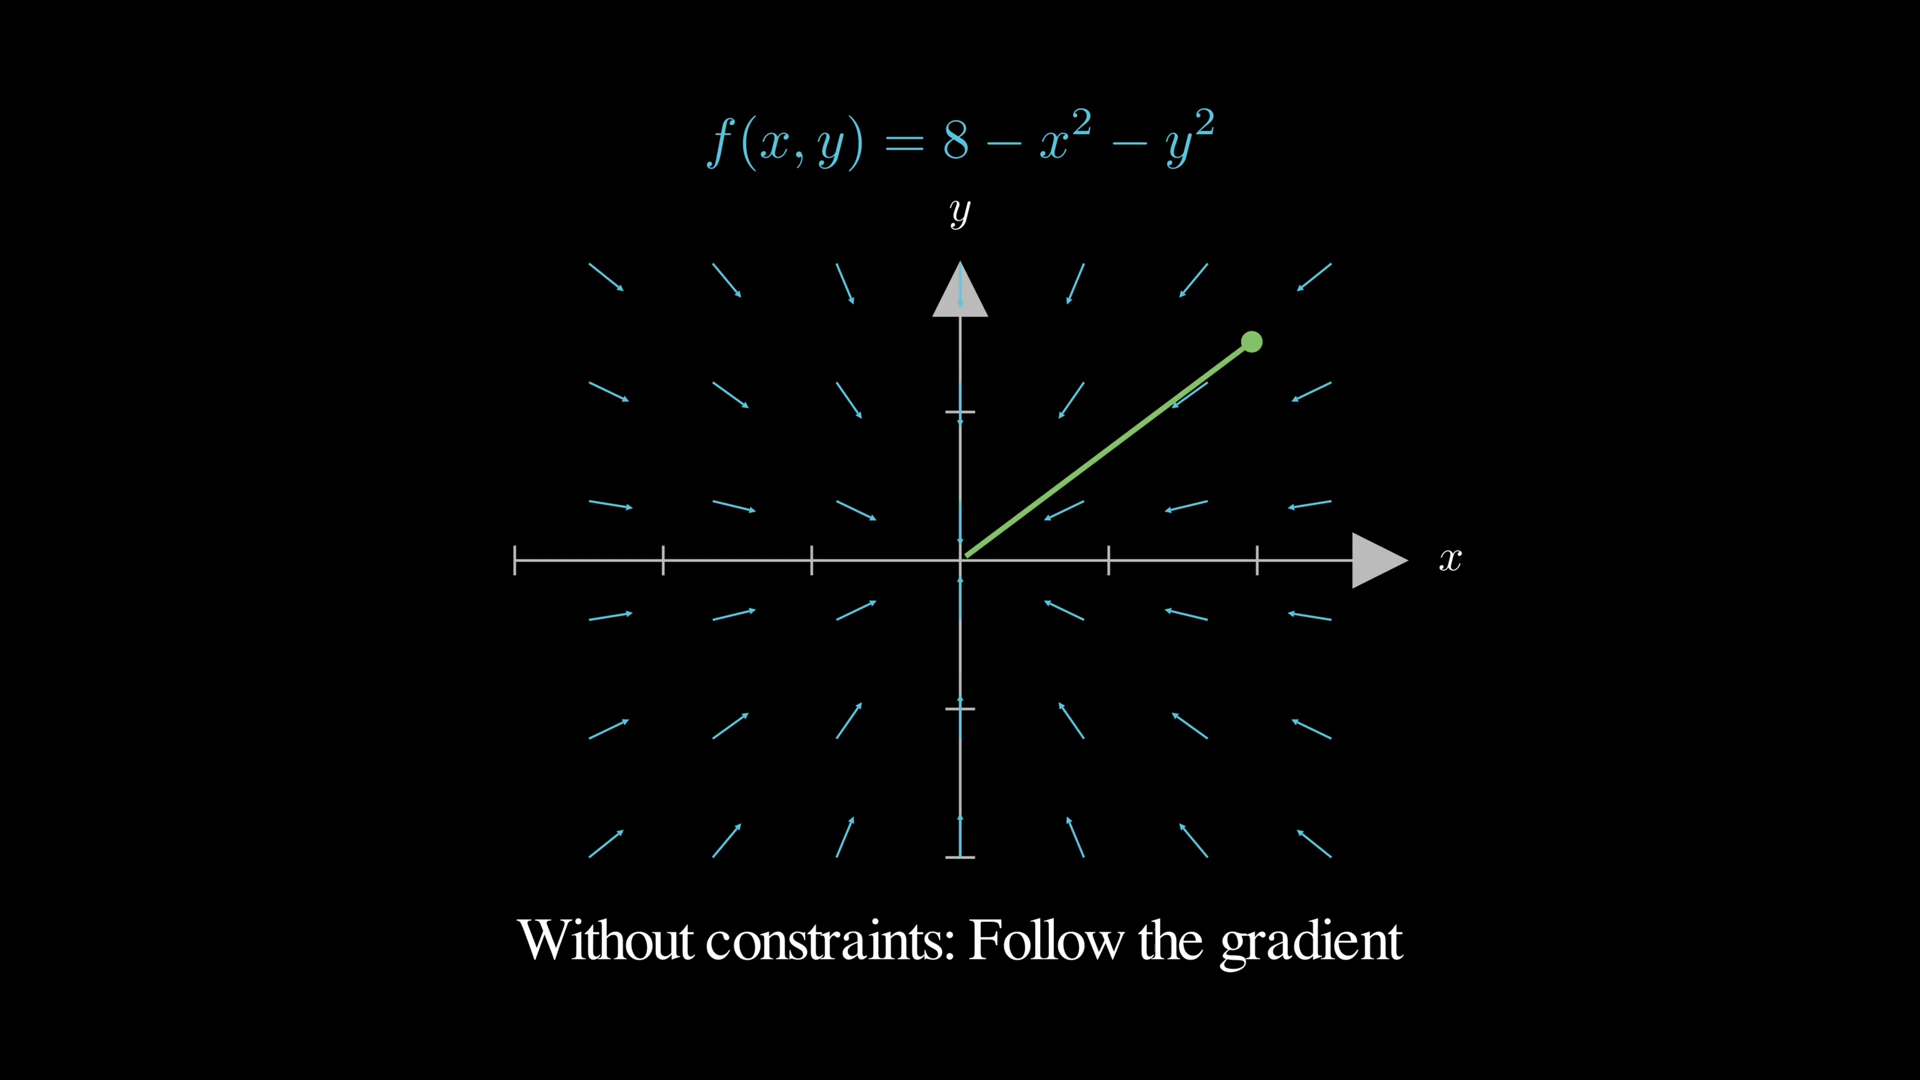 f(x, y) = 8 − x² − y²
y
x
Without constraints: Follow the gradient